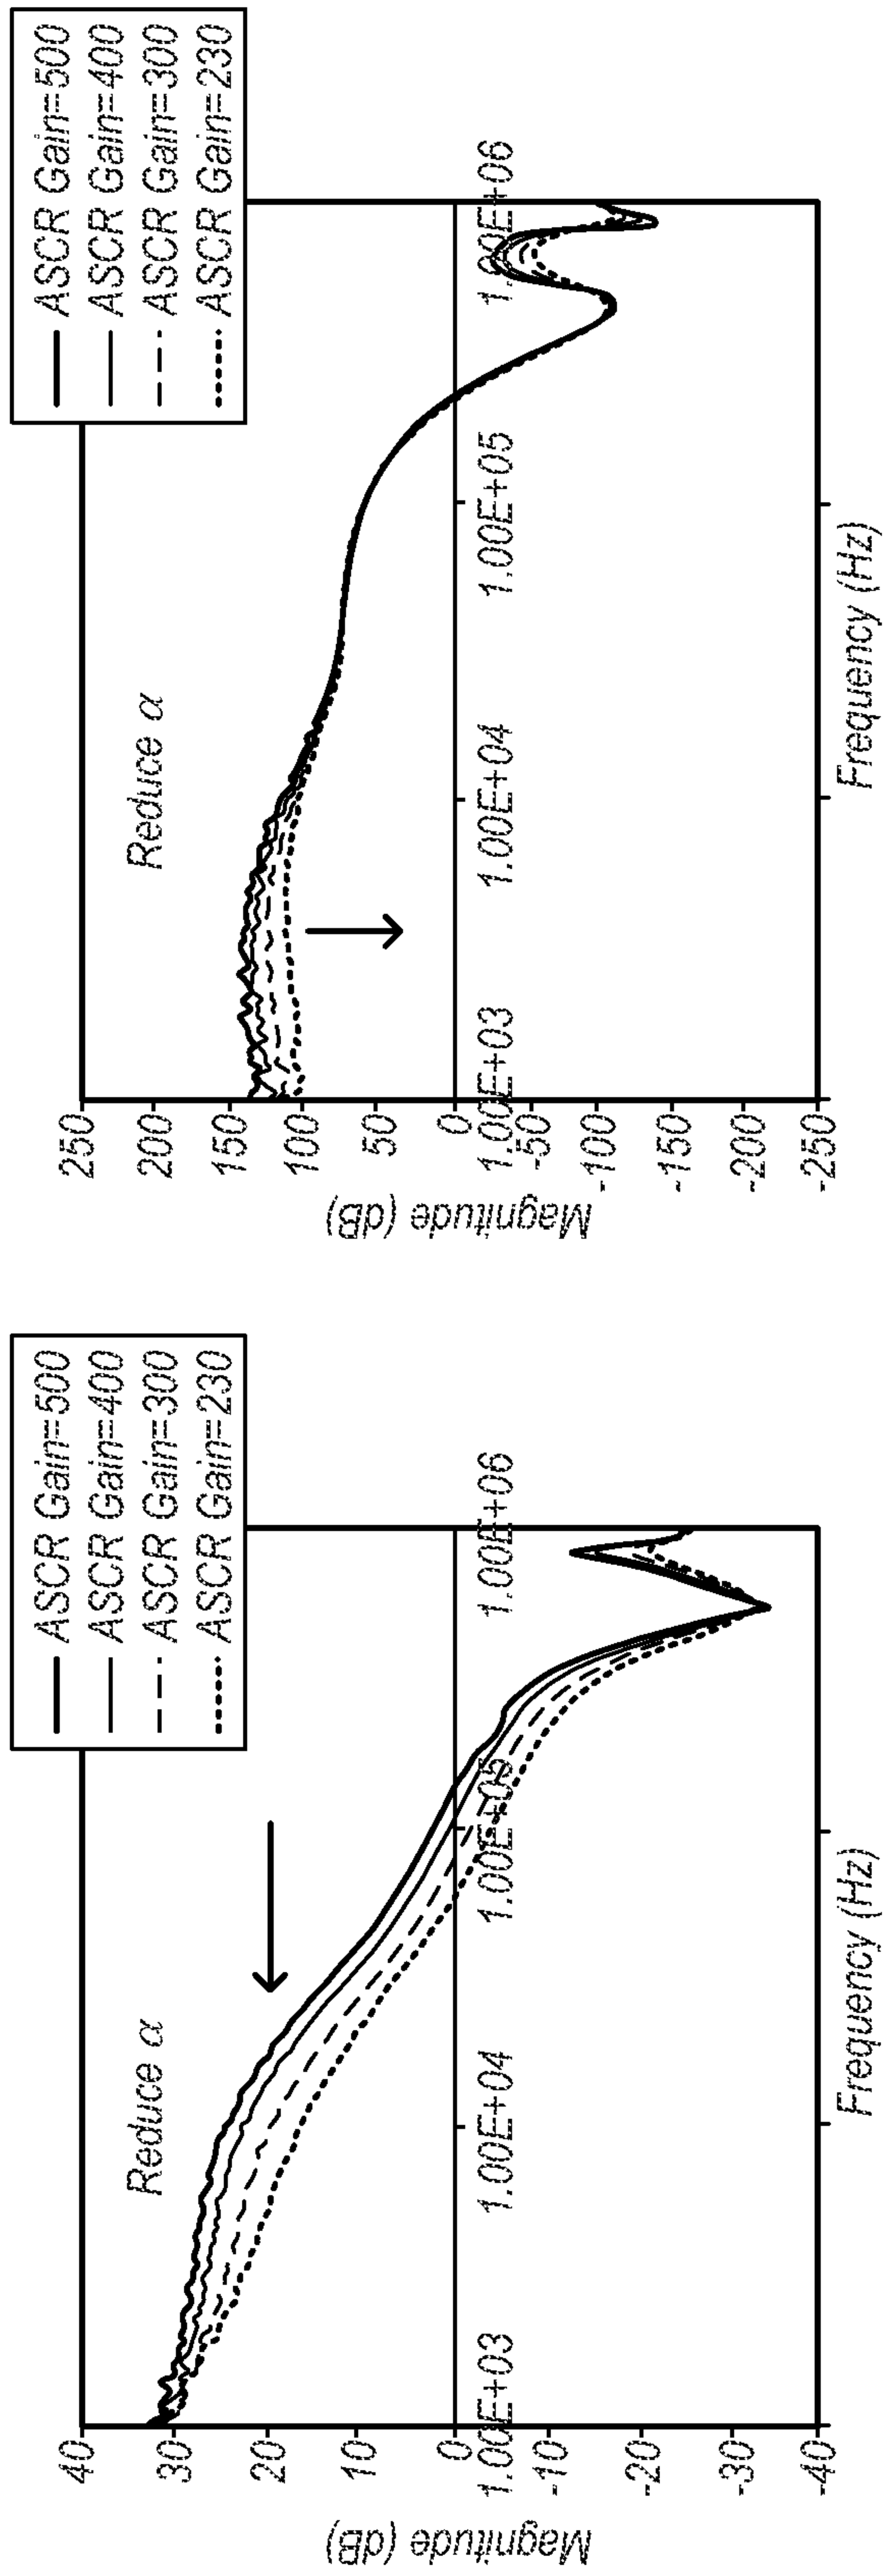 ASCR Gain=500
ASCR Gain=400
ASCR Gain=300
ASCR Gain=230
Reduce α
40
30
20
10
0
-10
-20
-30
-40
Magnitude (dB)
1.00E+03
1.00E+04
1.00E+05
1.00E+06
Frequency (Hz)
ASCR Gain=500
ASCR Gain=400
ASCR Gain=300
ASCR Gain=230
Reduce α
250
200
150
100
50
0
-50
-100
-150
-200
-250
Magnitude (dB)
1.00E+03
1.00E+04
1.00E+05
1.00E+06
Frequency (Hz)